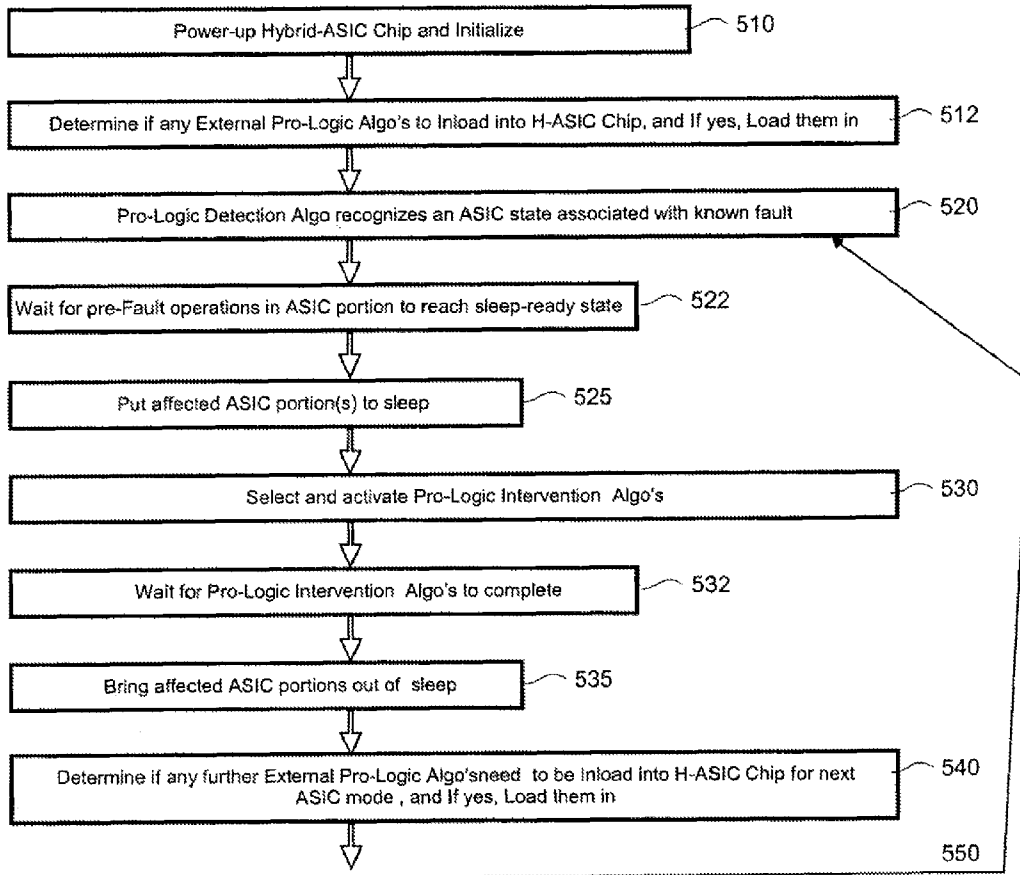 Power-up Hybrid-ASIC Chip and Initialize
510
Determine if any External Pro-Logic Algo's to Inload into H-ASIC Chip, and If yes, Load them in
512
Pro-Logic Detection Algo recognizes an ASIC state associated with known fault
520
Wait for pre-Fault operations in ASIC portion to reach sleep-ready state
522
Put affected ASIC portion(s) to sleep
525
Select and activate Pro-Logic Intervention Algo's
530
Wait for Pro-Logic Intervention Algo's to complete
532
Bring affected ASIC portions out of sleep
535
Determine if any further External Pro-Logic Algo'sneed to be Inload into H-ASIC Chip for next
ASIC mode , and If yes, Load them in
540
550